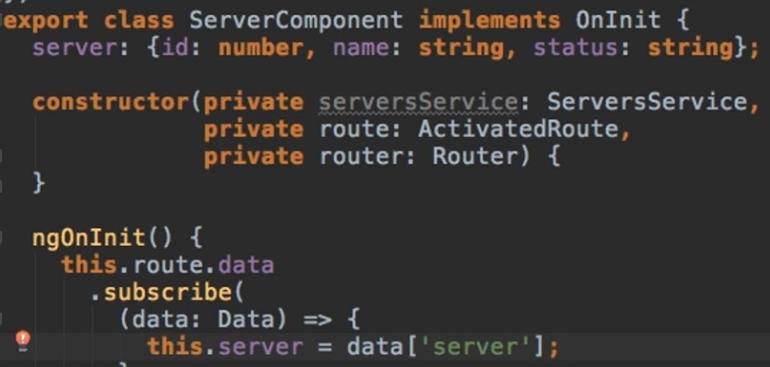 export class ServerComponent implements OnInit {
server: {id: number, name: string, status: string};
constructor(private serversService: ServersService,
private route: ActivatedRoute,
private router: Router) {
}
ngOnInit() {
this.route.data
.subscribe(
(data: Data) => {
this.server = data['server'];